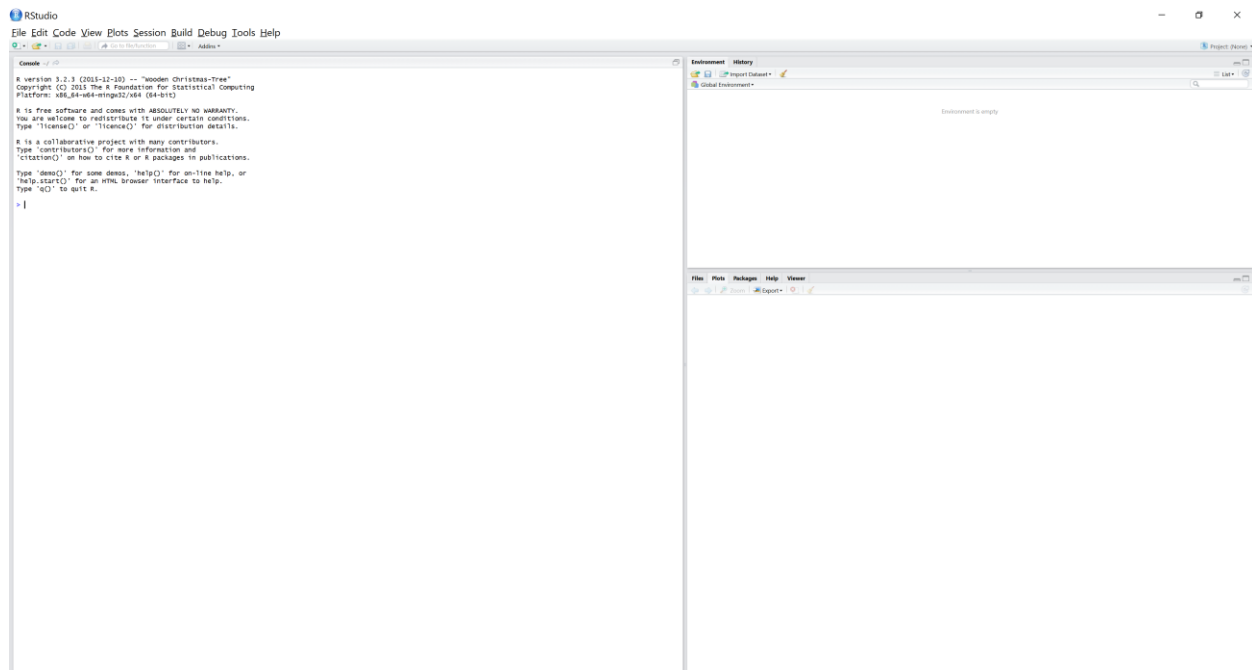 RStudio
File Edit Code View Plots Session Build Debug Tools Help
Go to file/function Addins Project: (None)
Console
R version 3.2.3 (2015-12-10) -- "Wooden Christmas-Tree"
Copyright (C) 2015 The R Foundation for Statistical Computing
Platform: x86_64-w64-mingw32/x64 (64-bit)
R is free software and comes with ABSOLUTELY NO WARRANTY.
You are welcome to redistribute it under certain conditions.
Type 'license()' or 'licence()' for distribution details.
R is a collaborative project with many contributors.
Type 'contributors()' for more information and
'citation()' on how to cite R or R packages in publications.
Type 'demo()' for some demos, 'help()' for on-line help, or
'help.start()' for an HTML browser interface to help.
Type 'q()' to quit R.
>
Environment History
Import Dataset List
Global Environment
Environment is empty
Files Plots Packages Help Viewer
Zoom Export